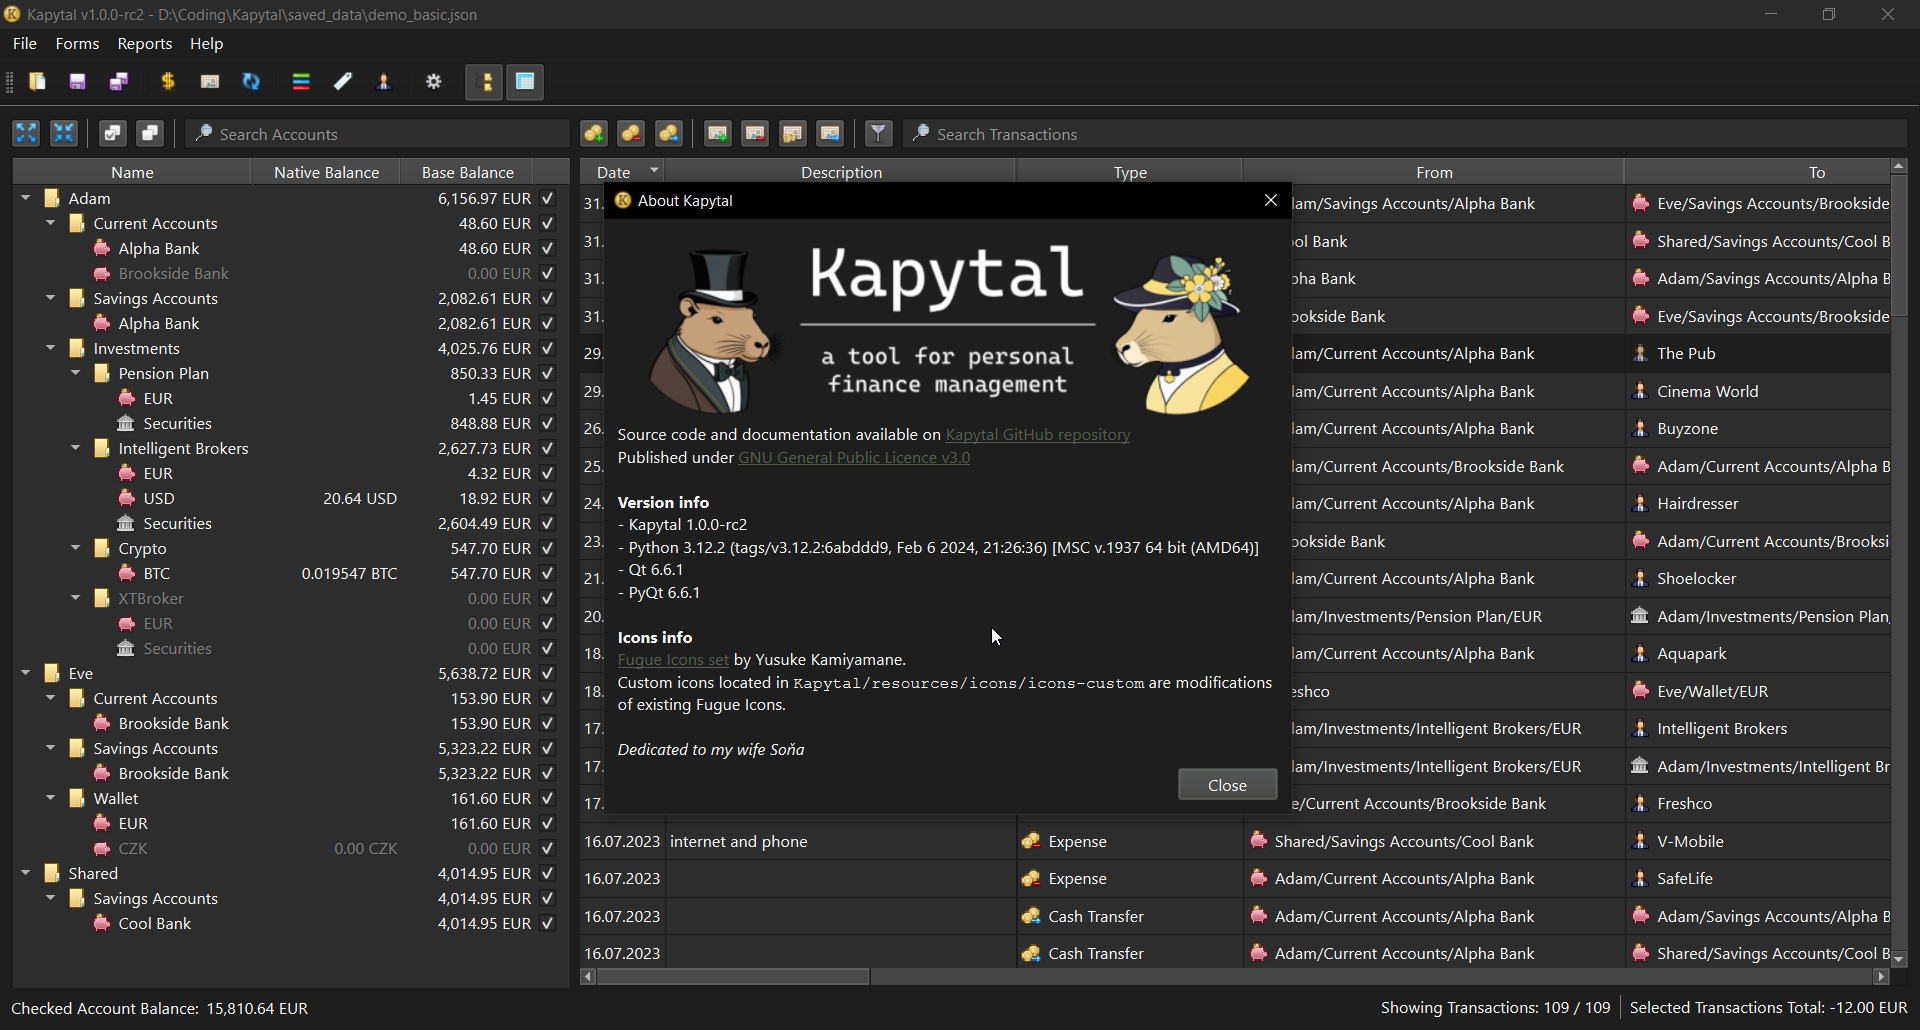 Kapytal v1.0.0-rc2 - D:\Coding\Kapytal\saved_data\demo_basic.json
File Forms Reports Help
Search Accounts
Search Transactions
Name Native Balance Base Balance
Adam 6,156.97 EUR
Current Accounts 48.60 EUR
Alpha Bank 48.60 EUR
Brookside Bank 0.00 EUR
Savings Accounts 2,082.61 EUR
Alpha Bank 2,082.61 EUR
Investments 4,025.76 EUR
Pension Plan 850.33 EUR
EUR 1.45 EUR
Securities 848.88 EUR
Intelligent Brokers 2,627.73 EUR
EUR 4.32 EUR
USD 20.64 USD 18.92 EUR
Securities 2,604.49 EUR
Crypto 547.70 EUR
BTC 0.019547 BTC 547.70 EUR
XTBroker 0.00 EUR
EUR 0.00 EUR
Securities 0.00 EUR
Eve 5,638.72 EUR
Current Accounts 153.90 EUR
Brookside Bank 153.90 EUR
Savings Accounts 5,323.22 EUR
Brookside Bank 5,323.22 EUR
Wallet 161.60 EUR
EUR 161.60 EUR
CZK 0.00 CZK 0.00 EUR
Shared 4,014.95 EUR
Savings Accounts 4,014.95 EUR
Cool Bank 4,014.95 EUR
Date Description Type From To
31. lam/Savings Accounts/Alpha Bank Eve/Savings Accounts/Brookside
31. ool Bank Shared/Savings Accounts/Cool B
31. pha Bank Adam/Savings Accounts/Alpha B
31. ookside Bank Eve/Savings Accounts/Brookside
29. lam/Current Accounts/Alpha Bank The Pub
29. lam/Current Accounts/Alpha Bank Cinema World
26. lam/Current Accounts/Alpha Bank Buyzone
25. lam/Current Accounts/Brookside Bank Adam/Current Accounts/Alpha B
24. lam/Current Accounts/Alpha Bank Hairdresser
23. ookside Bank Adam/Current Accounts/Brooksi
21. lam/Current Accounts/Alpha Bank Shoelocker
20. lam/Investments/Pension Plan/EUR Adam/Investments/Pension Plan,
18. lam/Current Accounts/Alpha Bank Aquapark
18. eshco Eve/Wallet/EUR
17. lam/Investments/Intelligent Brokers/EUR Intelligent Brokers
17. lam/Investments/Intelligent Brokers/EUR Adam/Investments/Intelligent Br
17. e/Current Accounts/Brookside Bank Freshco
16.07.2023 internet and phone Expense Shared/Savings Accounts/Cool Bank V-Mobile
16.07.2023 Expense Adam/Current Accounts/Alpha Bank SafeLife
16.07.2023 Cash Transfer Adam/Current Accounts/Alpha Bank Adam/Savings Accounts/Alpha B
16.07.2023 Cash Transfer Adam/Current Accounts/Alpha Bank Shared/Savings Accounts/Cool B
About Kapytal
Kapytal
a tool for personal
finance management
Source code and documentation available on Kapytal GitHub repository
Published under GNU General Public Licence v3.0
Version info
- Kapytal 1.0.0-rc2
- Python 3.12.2 (tags/v3.12.2:6abddd9, Feb 6 2024, 21:26:36) [MSC v.1937 64 bit (AMD64)]
- Qt 6.6.1
- PyQt 6.6.1
Icons info
Fugue Icons set by Yusuke Kamiyamane.
Custom icons located in Kapytal/resources/icons/icons-custom are modifications
of existing Fugue Icons.
Dedicated to my wife Soňa
Close
Checked Account Balance: 15,810.64 EUR
Showing Transactions: 109 / 109 Selected Transactions Total: -12.00 EUR